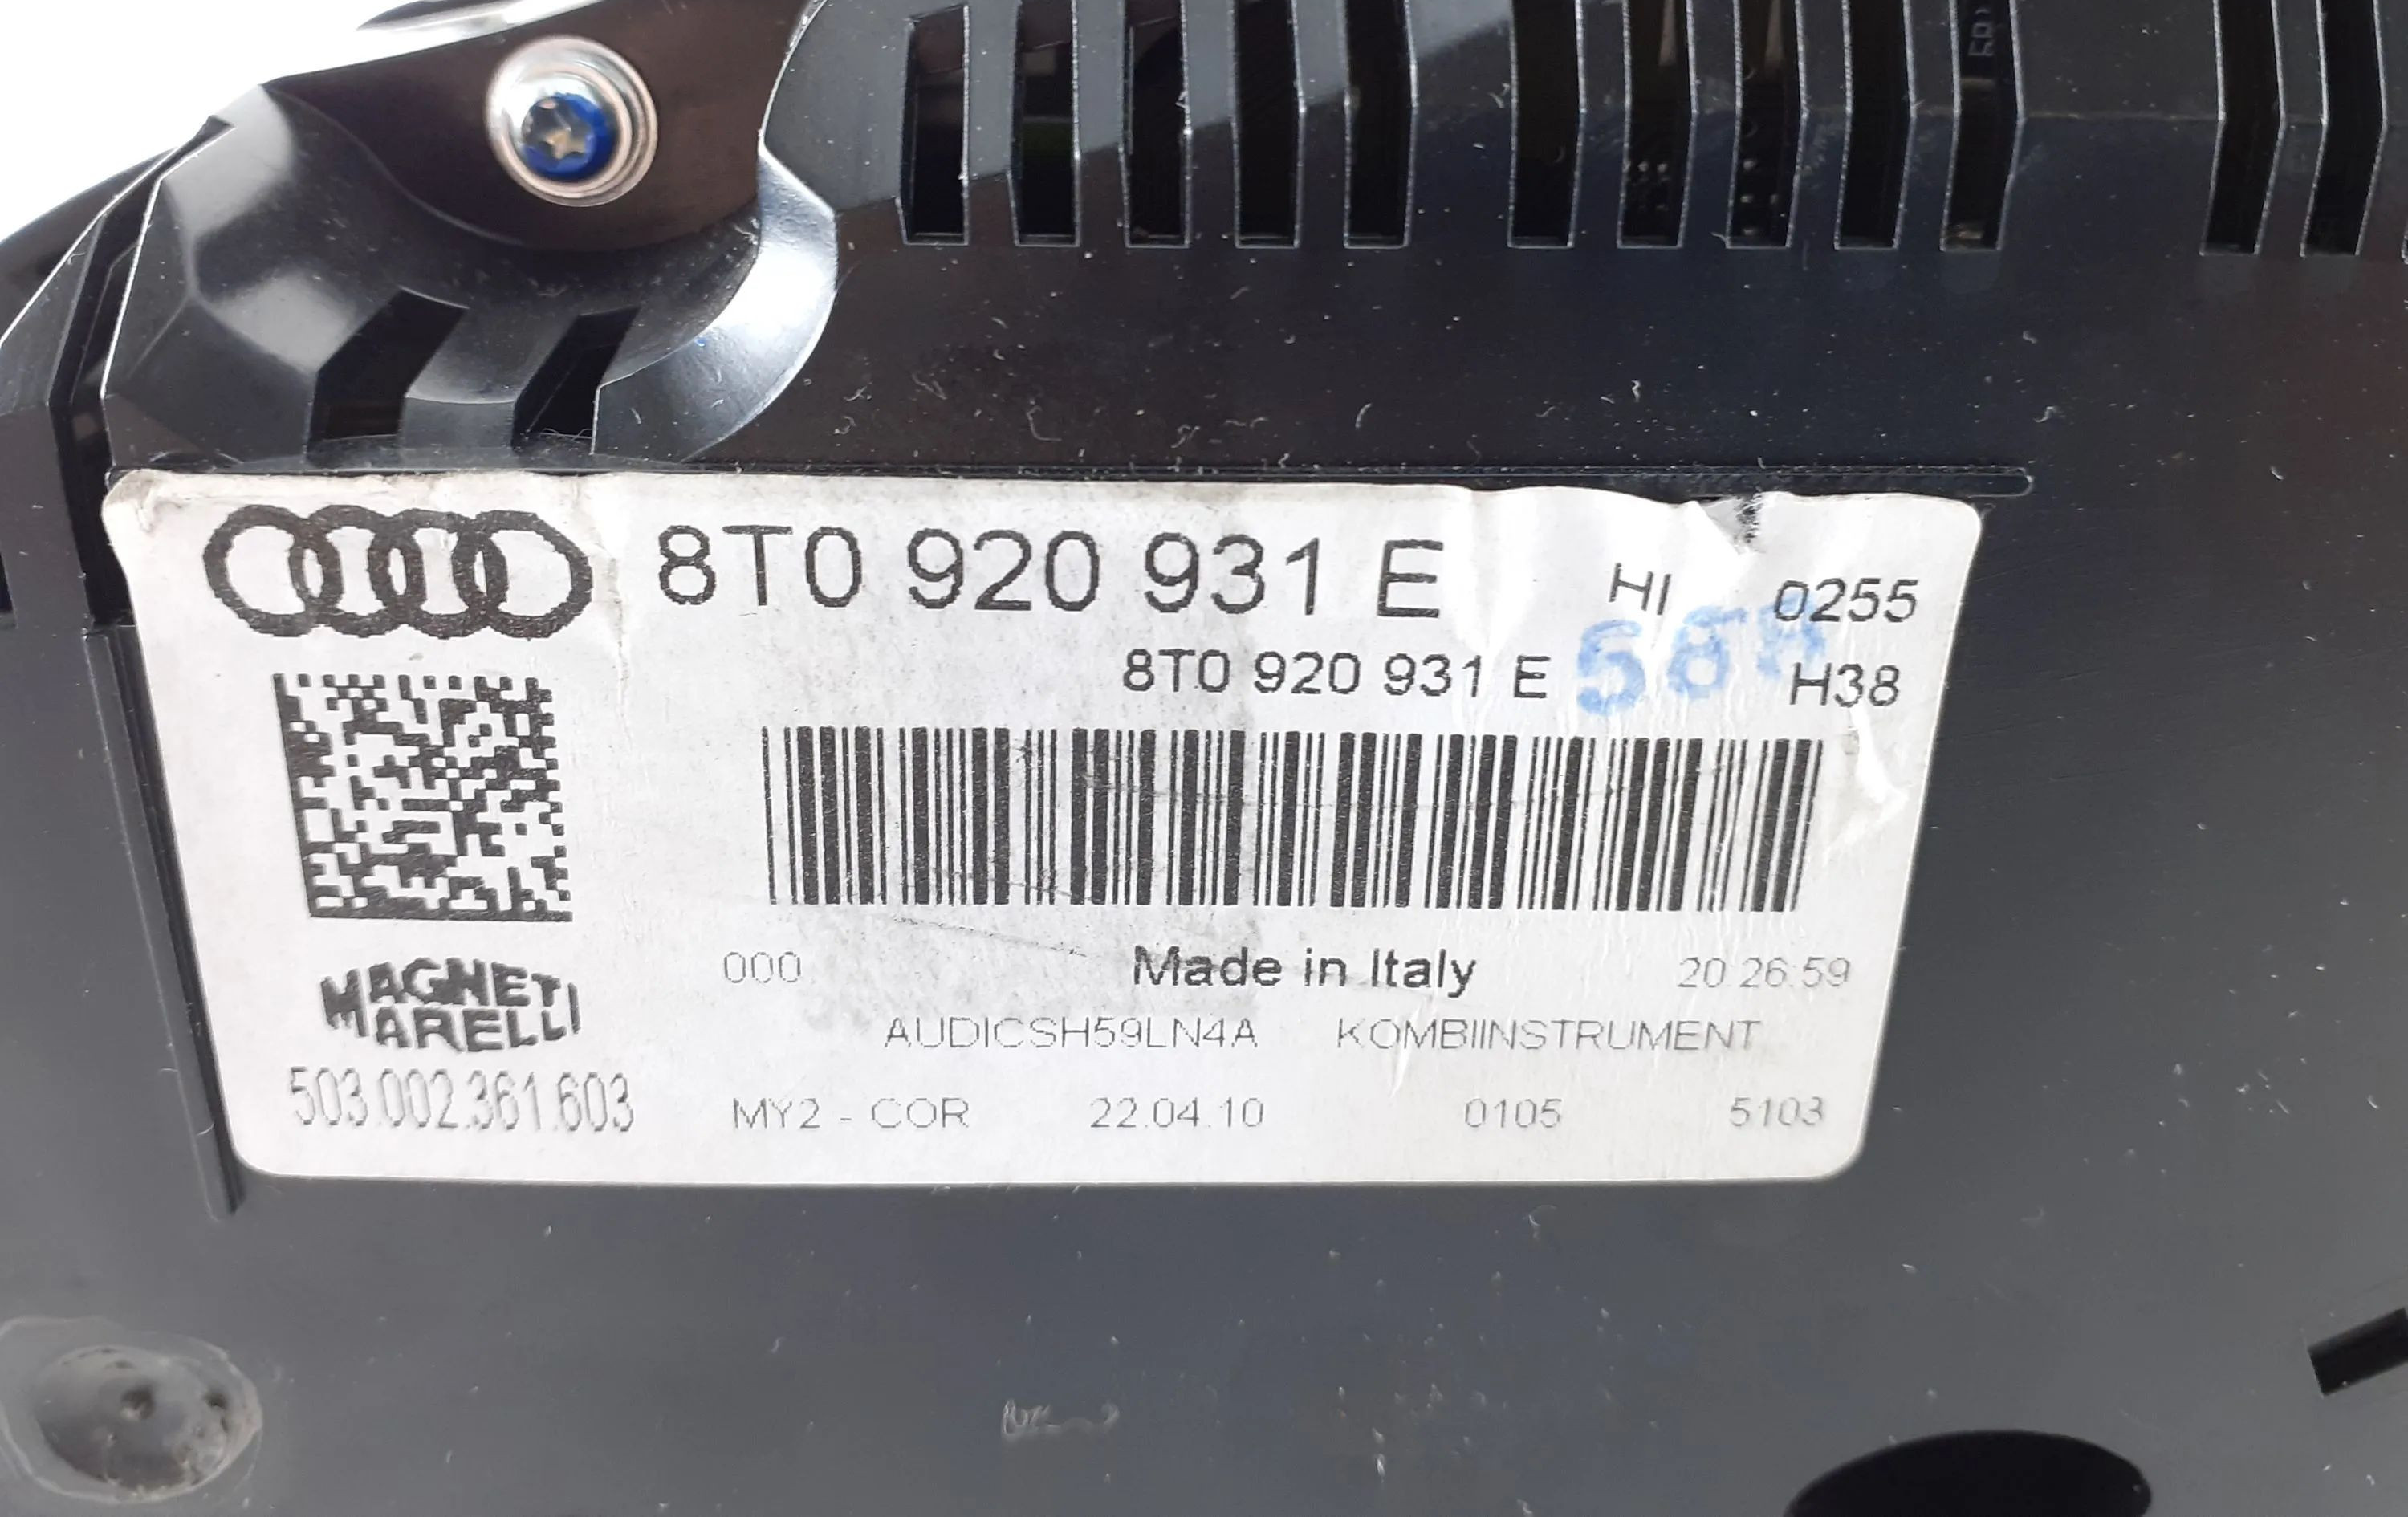 8T0 920 931 E HI 0255
8T0 920 931 E H38
000 Made in Italy 20 26:59
MAGNETI
MARELLI
AUDICSH59LN4A KOMBIINSTRUMENT
503.002.361.603
MY2 - COR 22.04.10 0105 5103